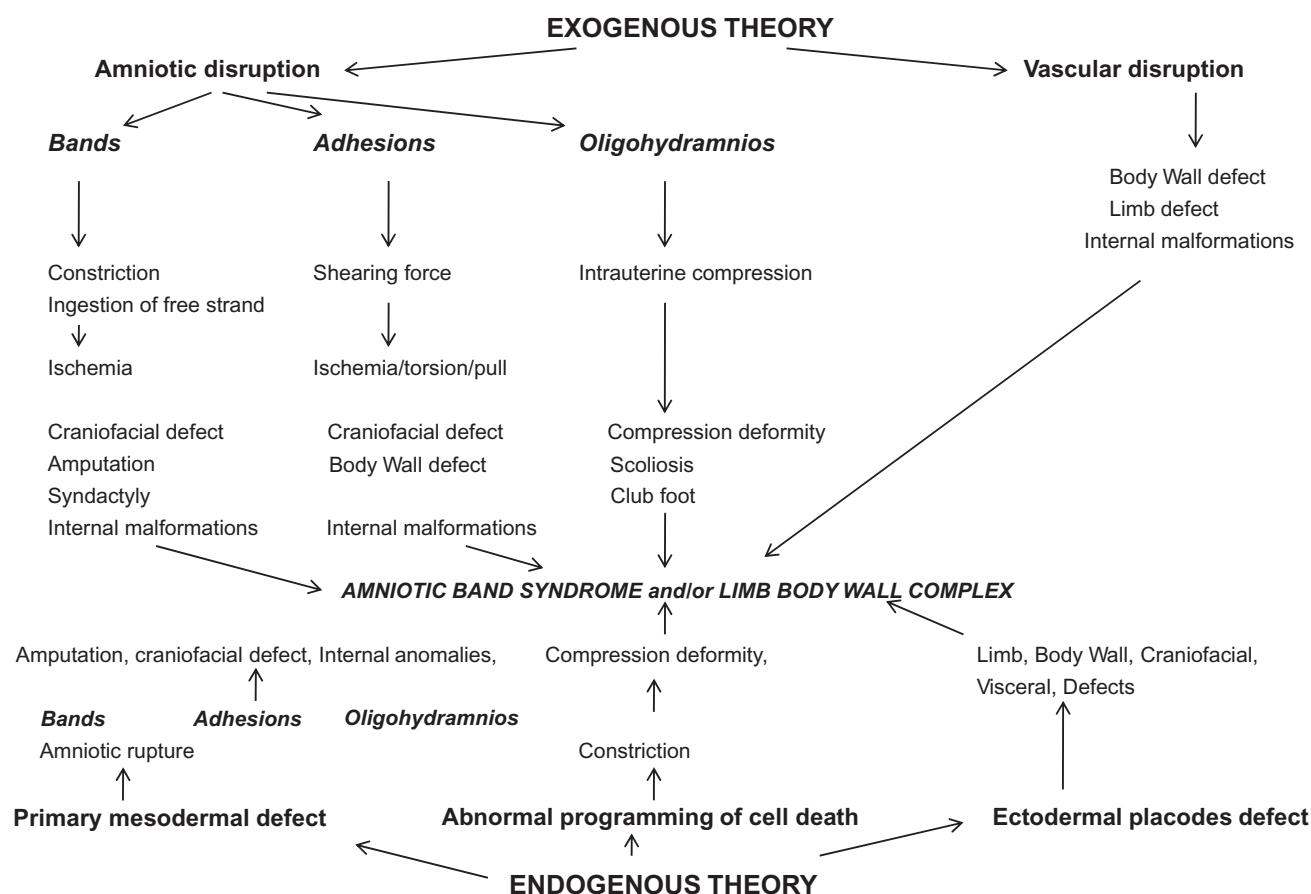 EXOGENOUS THEORY
Amniotic disruption
Vascular disruption
Bands
Adhesions
Oligohydramnios
Body Wall defect
Limb defect
Internal malformations
Constriction
Ingestion of free strand
Shearing force
Intrauterine compression
Ischemia
Ischemia/torsion/pull
Craniofacial defect
Amputation
Syndactyly
Internal malformations
Craniofacial defect
Body Wall defect
Internal malformations
Compression deformity
Scoliosis
Club foot
AMNIOTIC BAND SYNDROME and/or LIMB BODY WALL COMPLEX
Amputation, craniofacial defect, Internal anomalies,
Compression deformity,
Limb, Body Wall, Craniofacial,
Visceral, Defects
Bands
Adhesions
Oligohydramnios
Amniotic rupture
Constriction
Primary mesodermal defect
Abnormal programming of cell death
Ectodermal placodes defect
ENDOGENOUS THEORY